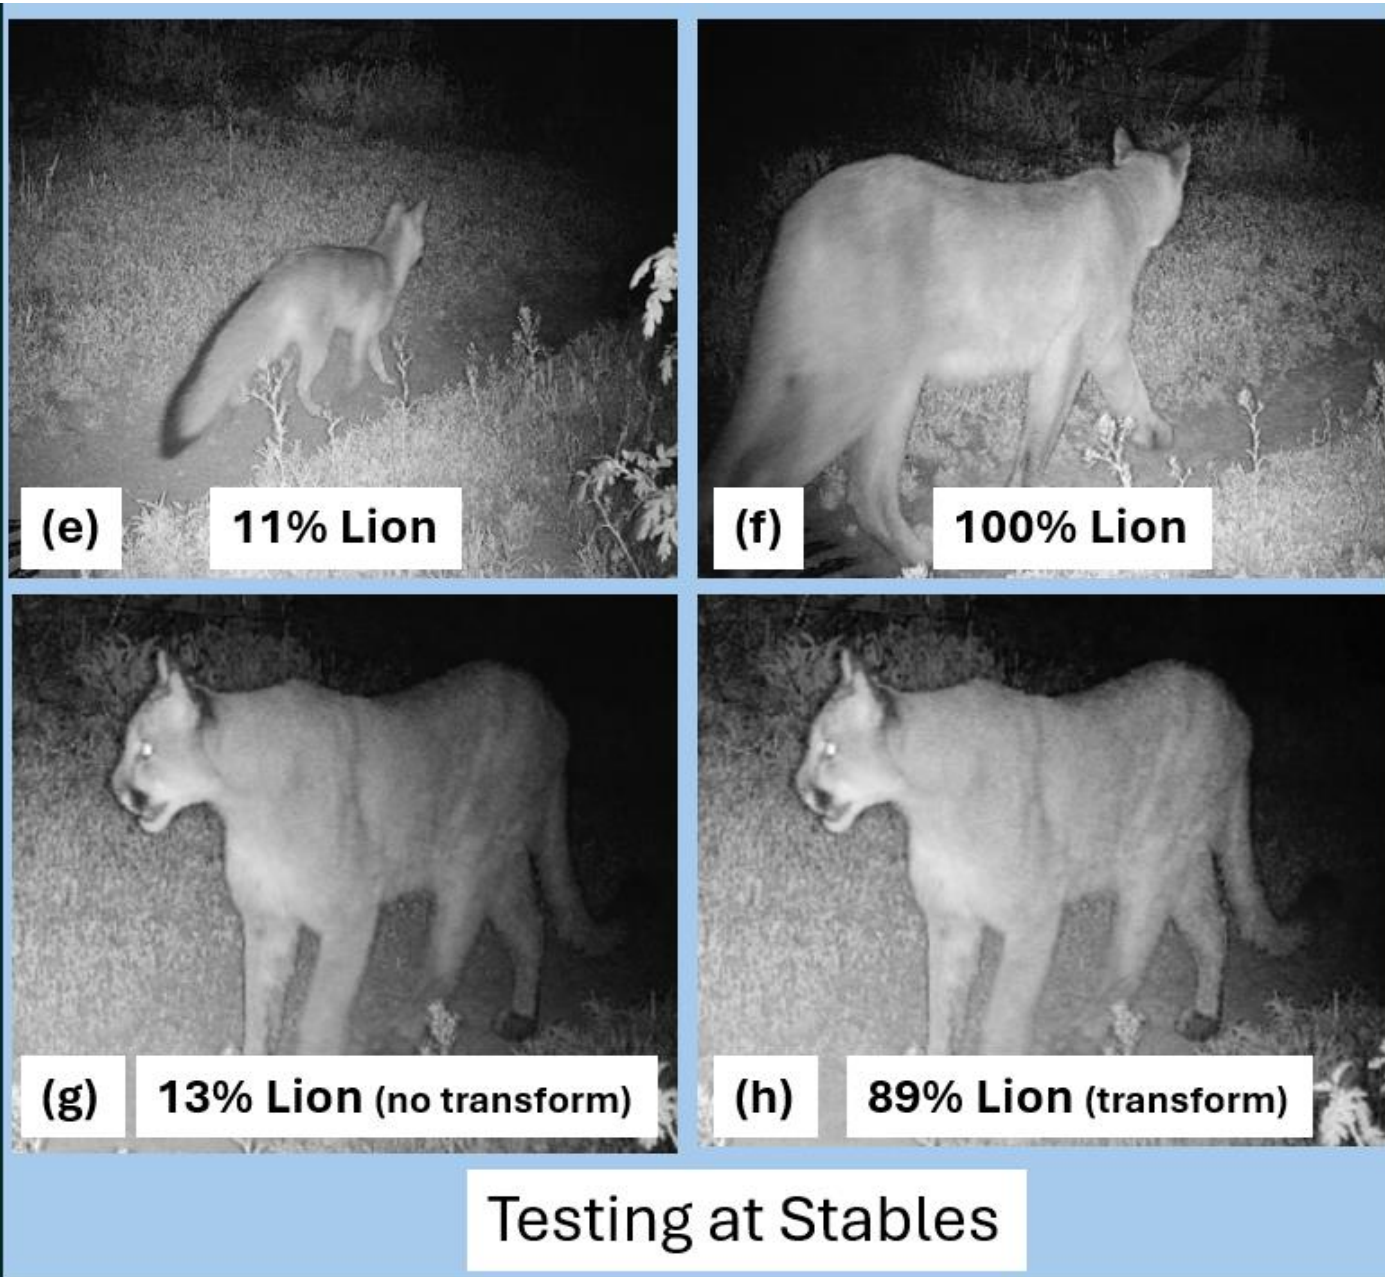 (e) 11% Lion
(f) 100% Lion
(g) 13% Lion (no transform)
(h) 89% Lion (transform)
Testing at Stables